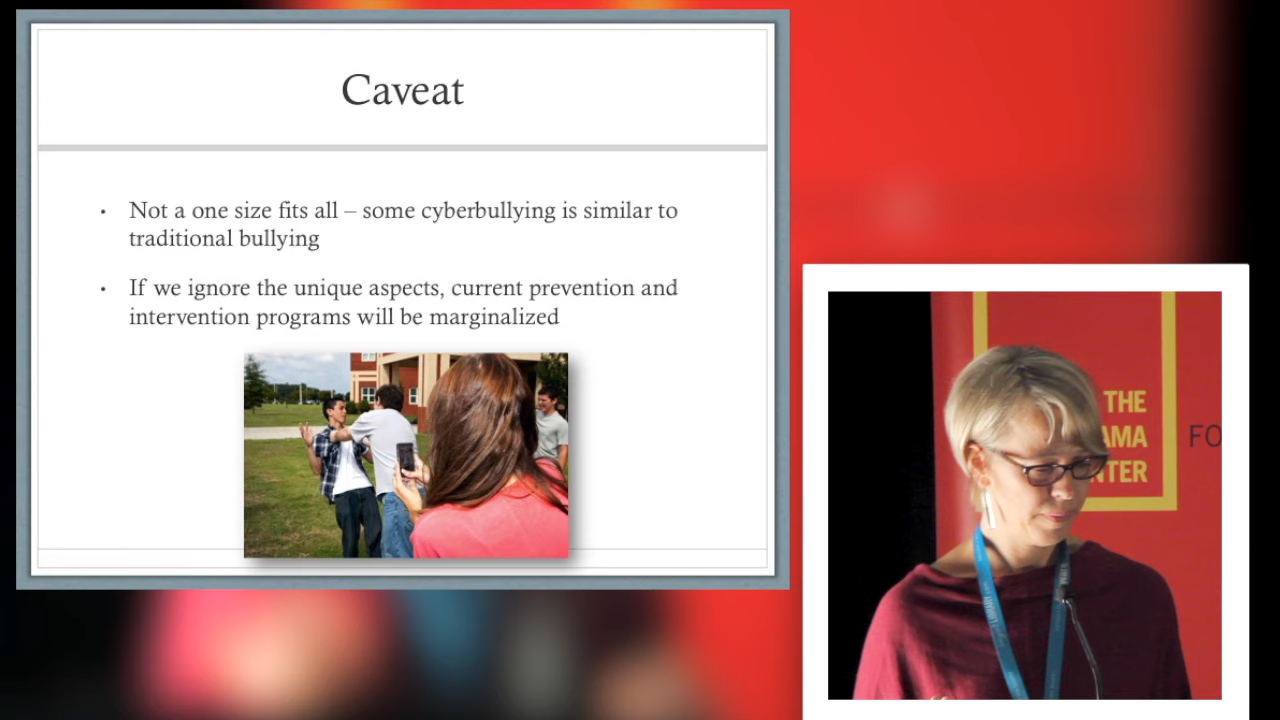 Caveat
• Not a one size fits all – some cyberbullying is similar to
traditional bullying
• If we ignore the unique aspects, current prevention and
intervention programs will be marginalized
THE
AMA
NTER
FO